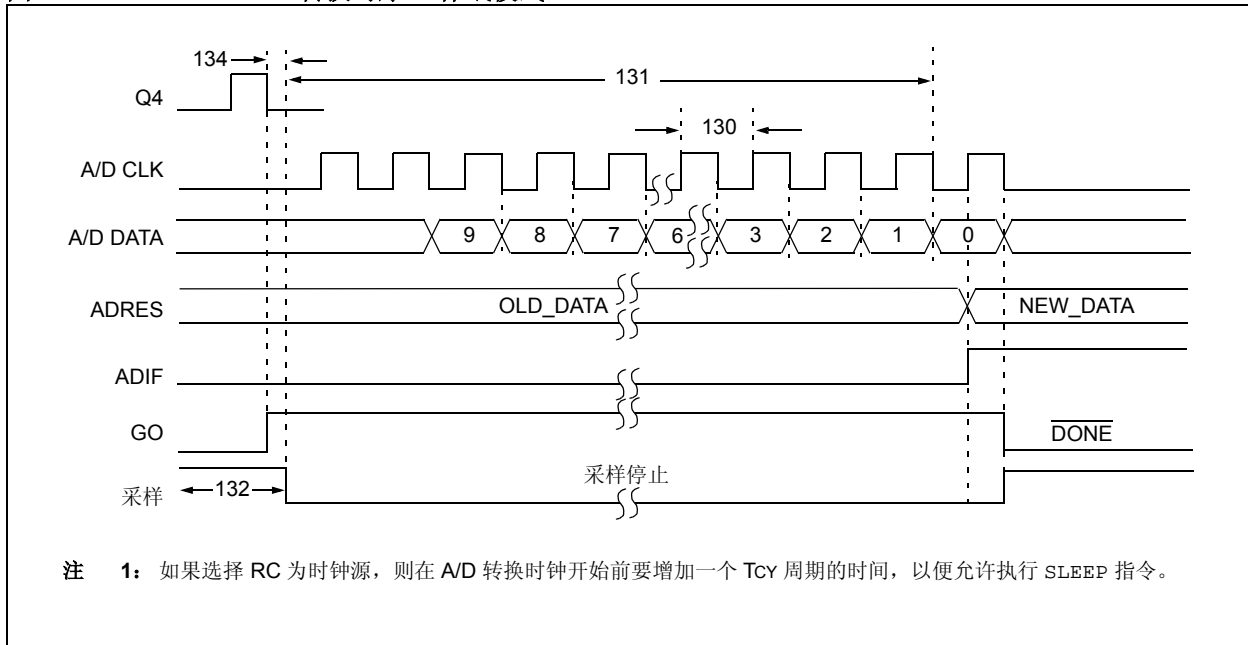 134
131
Q4
130
A/D CLK
A/D DATA 9 8 7 6 3 2 1 0
ADRES OLD_DATA NEW_DATA
ADIF
GO DONE
采样停止
采样 132
注 1： 如果选择 RC 为时钟源，则在 A/D 转换时钟开始前要增加一个 TCY 周期的时间，以便允许执行 SLEEP 指令。